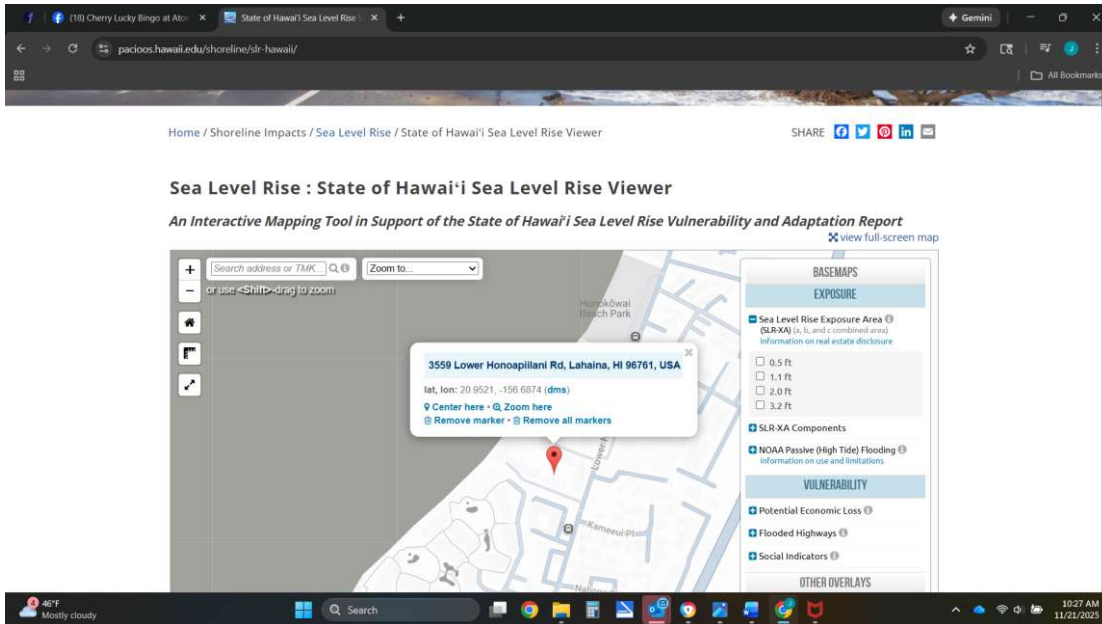 (18) Cherry Lucky Bingo at Ato
State of Hawai'i Sea Level Rise
Gemini
pacioos.hawaii.edu/shoreline/slr-hawaii/
All Bookmarks
Home / Shoreline Impacts / Sea Level Rise / State of Hawaiʻi Sea Level Rise Viewer
SHARE
Sea Level Rise : State of Hawaiʻi Sea Level Rise Viewer
An Interactive Mapping Tool in Support of the State of Hawaiʻi Sea Level Rise Vulnerability and Adaptation Report
view full-screen map
Search address or TMK...
Zoom to...
or use <Shift>-drag to zoom
Honokōwai
Beach Park
3559 Lower Honoapiilani Rd, Lahaina, HI 96761, USA
lat, lon: 20.9521, -156.6874 (dms)
Center here · Zoom here
Remove marker · Remove all markers
Lower
Kameeui Pl
BASEMAPS
EXPOSURE
Sea Level Rise Exposure Area
(SLR-XA) (a, b, and c combined area)
information on real estate disclosure
0.5 ft
1.1 ft
2.0 ft
3.2 ft
SLR-XA Components
NOAA Passive (High Tide) Flooding
information on use and limitations
VULNERABILITY
Potential Economic Loss
Flooded Highways
Social Indicators
OTHER OVERLAYS
4
46°F
Mostly cloudy
Search
10:27 AM
11/21/2025